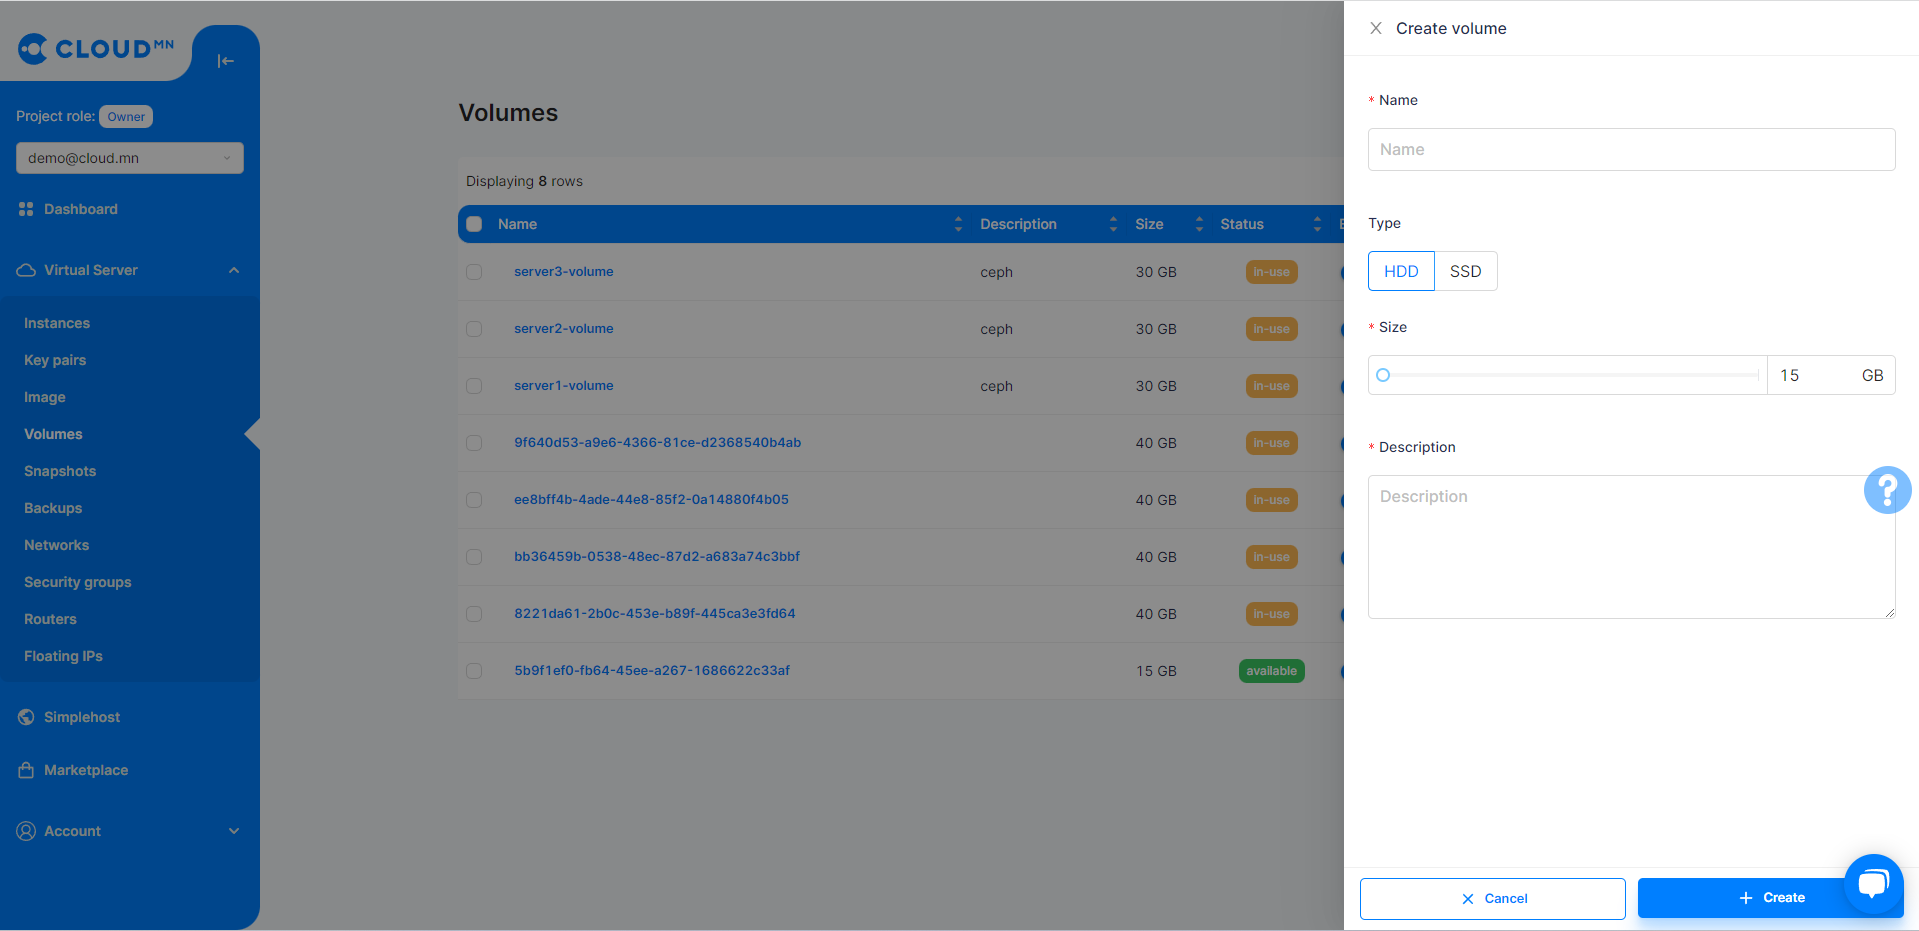 CLOUD MN
Project role: Owner
demo@cloud.mn
Dashboard
Virtual Server
Instances
Key pairs
Image
Volumes
Snapshots
Backups
Networks
Security groups
Routers
Floating IPs
Simplehost
Marketplace
Account
Volumes
Displaying 8 rows
Name Description Size Status
server3-volume ceph 30 GB in-use
server2-volume ceph 30 GB in-use
server1-volume ceph 30 GB in-use
9f640d53-a9e6-4366-81ce-d2368540b4ab 40 GB in-use
ee8bff4b-4ade-44e8-85f2-0a14880f4b05 40 GB in-use
bb36459b-0538-48ec-87d2-a683a74c3bbf 40 GB in-use
8221da61-2b0c-453e-b89f-445ca3e3fd64 40 GB in-use
5b9f1ef0-fb64-45ee-a267-1686622c33af 15 GB available
Create volume
* Name
Name
Type
HDD SSD
* Size
15 GB
* Description
Description
?
Cancel
+ Create